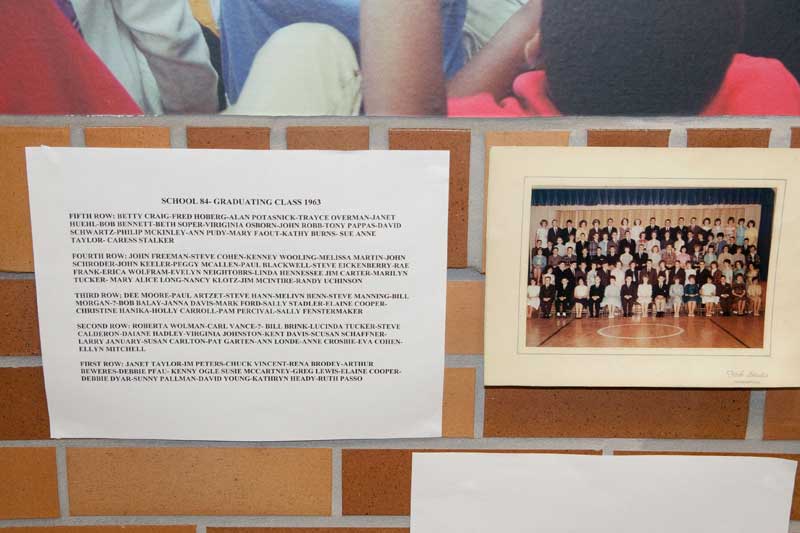 SCHOOL 84- GRADUATING CLASS 1963
FIFTH ROW: BETTY CRAIG-FRED HOBERG-ALAN POTASNICK-TRAYCE OVERMAN-JANET
HUEHL-BOB BENNETT-BETH SOPER-VIRGINIA OSBORN-JOHN ROBB-TONY PAPPAS-DAVID
SCHWARTZ-PHILIP MCKINLEY-ANN PUDY-MARY FAOUT-KATHY BURNS- SUE ANNE
TAYLOR- CARESS STALKER
FOURTH ROW: JOHN FREEMAN-STEVE COHEN-KENNEY WOOLING-MELISSA MARTIN-JOHN
SCHRODER-JOHN KEELER-PEGGY MCALLEN-PAUL BLACKWELL-STEVE EICKENBERRY-RAE
FRANK-ERICA WOLFRAM-EVELYN NEIGHTOBRS-LINDA HENNESSEE JIM CARTER-MARILYN
TUCKER- MARY ALICE LONG-NANCY KLOTZ-JIM MCINTIRE-RANDY UCHINSON
THIRD ROW: DEE MOORE-PAUL ARTZET-STEVE HANN-MELIVN BENN-STEVE MANNING-BILL
MORGAN-?-BOB BALAY-JANNA DAVIS-MARK FORD-SALLY STADLER-ELAINE COOPER-
CHRISTINE HANIKA-HOLLY CARROLL-PAM PERCIVAL-SALLY FENSTERMAKER
SECOND ROW: ROBERTA WOLMAN-CARL VANCE-?- BILL BRINK-LUCINDA TUCKER-STEVE
CALDERON-DAIANE HADLEY-VIRGINIA JOHNSTON-KENT DAVIS-SCUSAN SCHAFFNER-
LARRY JANUARY-SUSAN CARLTON-PAT GARTEN-ANN LONDE-ANNE CROSBIE-EVA COHEN-
ELLYN MITCHELL
FIRST ROW: JANET TAYLOR-IM PETERS-CHUCK VINCENT-RENA BRODEY-ARTHUR
BEWERES-DEBBIE PFAU- KENNY OGLE SUSIE MCCARTNEY-GREG LEWIS-ELAINE COOPER-
DEBBIE DYAR-SUNNY PALLMAN-DAVID YOUNG-KATHRYN HEADY-RUTH PASSO